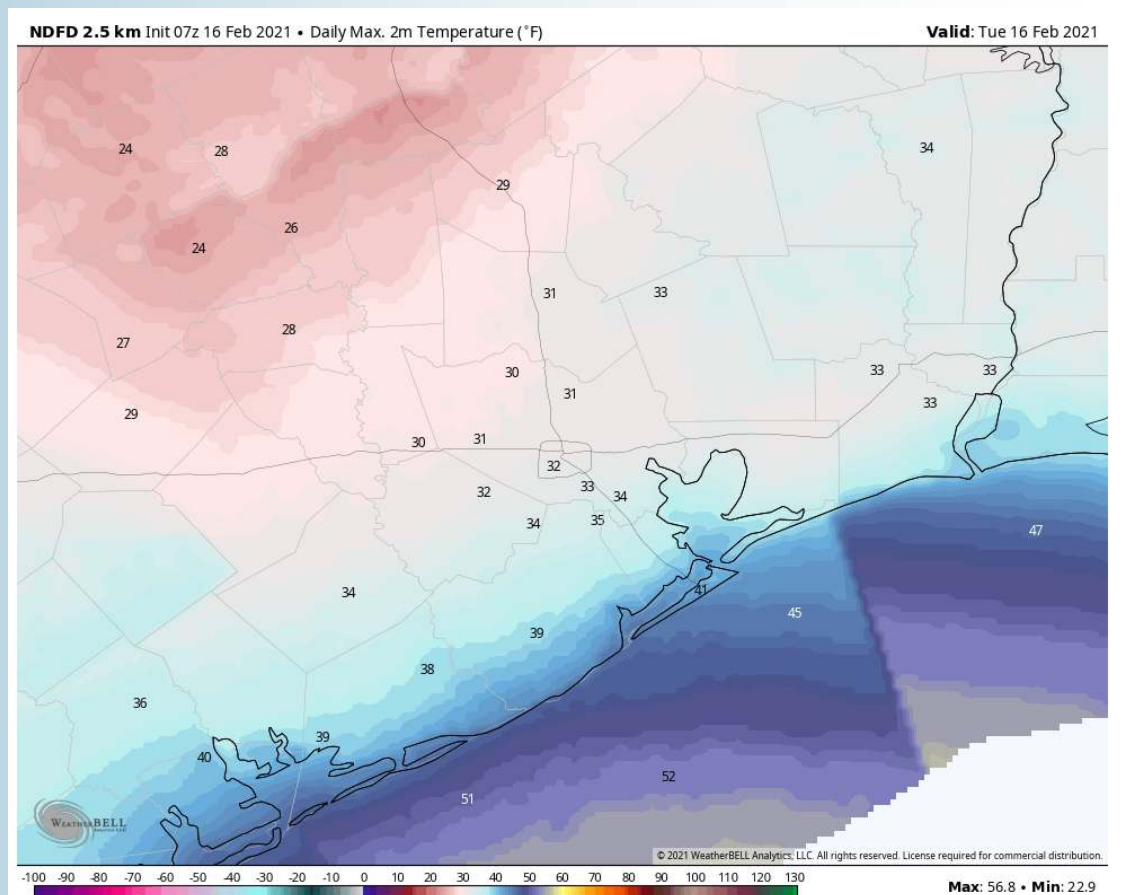 NDFD 2.5 km Init 07z 16 Feb 2021 • Daily Max. 2m Temperature (°F) Valid: Tue 16 Feb 2021
24 28 34
29
26
24
31 33
28
27
30 33 33
31 33
29
30 31
32
32 33 34
34 35
47
34 41
45
39
38
36
39
40
52
51
WEATHERBELL
Analytics LLC
© 2021 WeatherBELL Analytics, LLC. All rights reserved. License required for commercial distribution.
-100 -90 -80 -70 -60 -50 -40 -30 -20 -10 0 10 20 30 40 50 60 70 80 90 100 110 120 130
Max: 56.8 • Min: 22.9